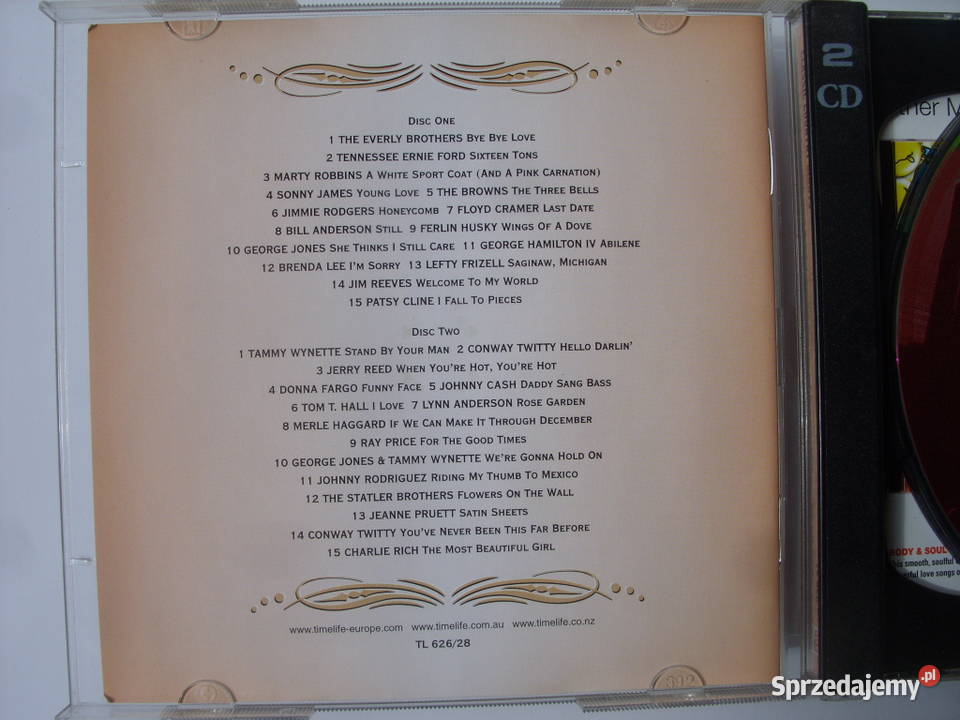 Disc One
1 THE EVERLY BROTHERS Bye Bye Love
2 TENNESSEE ERNIE FORD Sixteen Tons
3 MARTY ROBBINS A White Sport Coat (And A Pink Carnation)
4 SONNY JAMES Young Love 5 THE BROWNS The Three Bells
6 JIMMIE RODGERS Honeycomb 7 FLOYD CRAMER Last Date
8 BILL ANDERSON Still 9 FERLIN HUSKY Wings Of A Dove
10 GEORGE JONES She Thinks I Still Care 11 GEORGE HAMILTON IV Abilene
12 BRENDA LEE I'm Sorry 13 LEFTY FRIZELL Saginaw, Michigan
14 JIM REEVES Welcome To My World
15 PATSY CLINE I Fall To Pieces
Disc Two
1 TAMMY WYNETTE Stand By Your Man 2 CONWAY TWITTY Hello Darlin'
3 JERRY REED When You're Hot, You're Hot
4 DONNA FARGO Funny Face 5 JOHNNY CASH Daddy Sang Bass
6 TOM T. HALL I Love 7 LYNN ANDERSON Rose Garden
8 MERLE HAGGARD If We Can Make It Through December
9 RAY PRICE For The Good Times
10 GEORGE JONES & TAMMY WYNETTE We're Gonna Hold On
11 JOHNNY RODRIGUEZ Riding My Thumb To Mexico
12 THE STATLER BROTHERS Flowers On The Wall
13 JEANNE PRUETT Satin Sheets
14 CONWAY TWITTY You've Never Been This Far Before
15 CHARLIE RICH The Most Beautiful Girl
www.timelife-europe.com www.timelife.com.au www.timelife.co.nz
TL 626/28
2
CD
BODY & SOUL
smooth, soulful
love songs
Sprzedajemy.pl